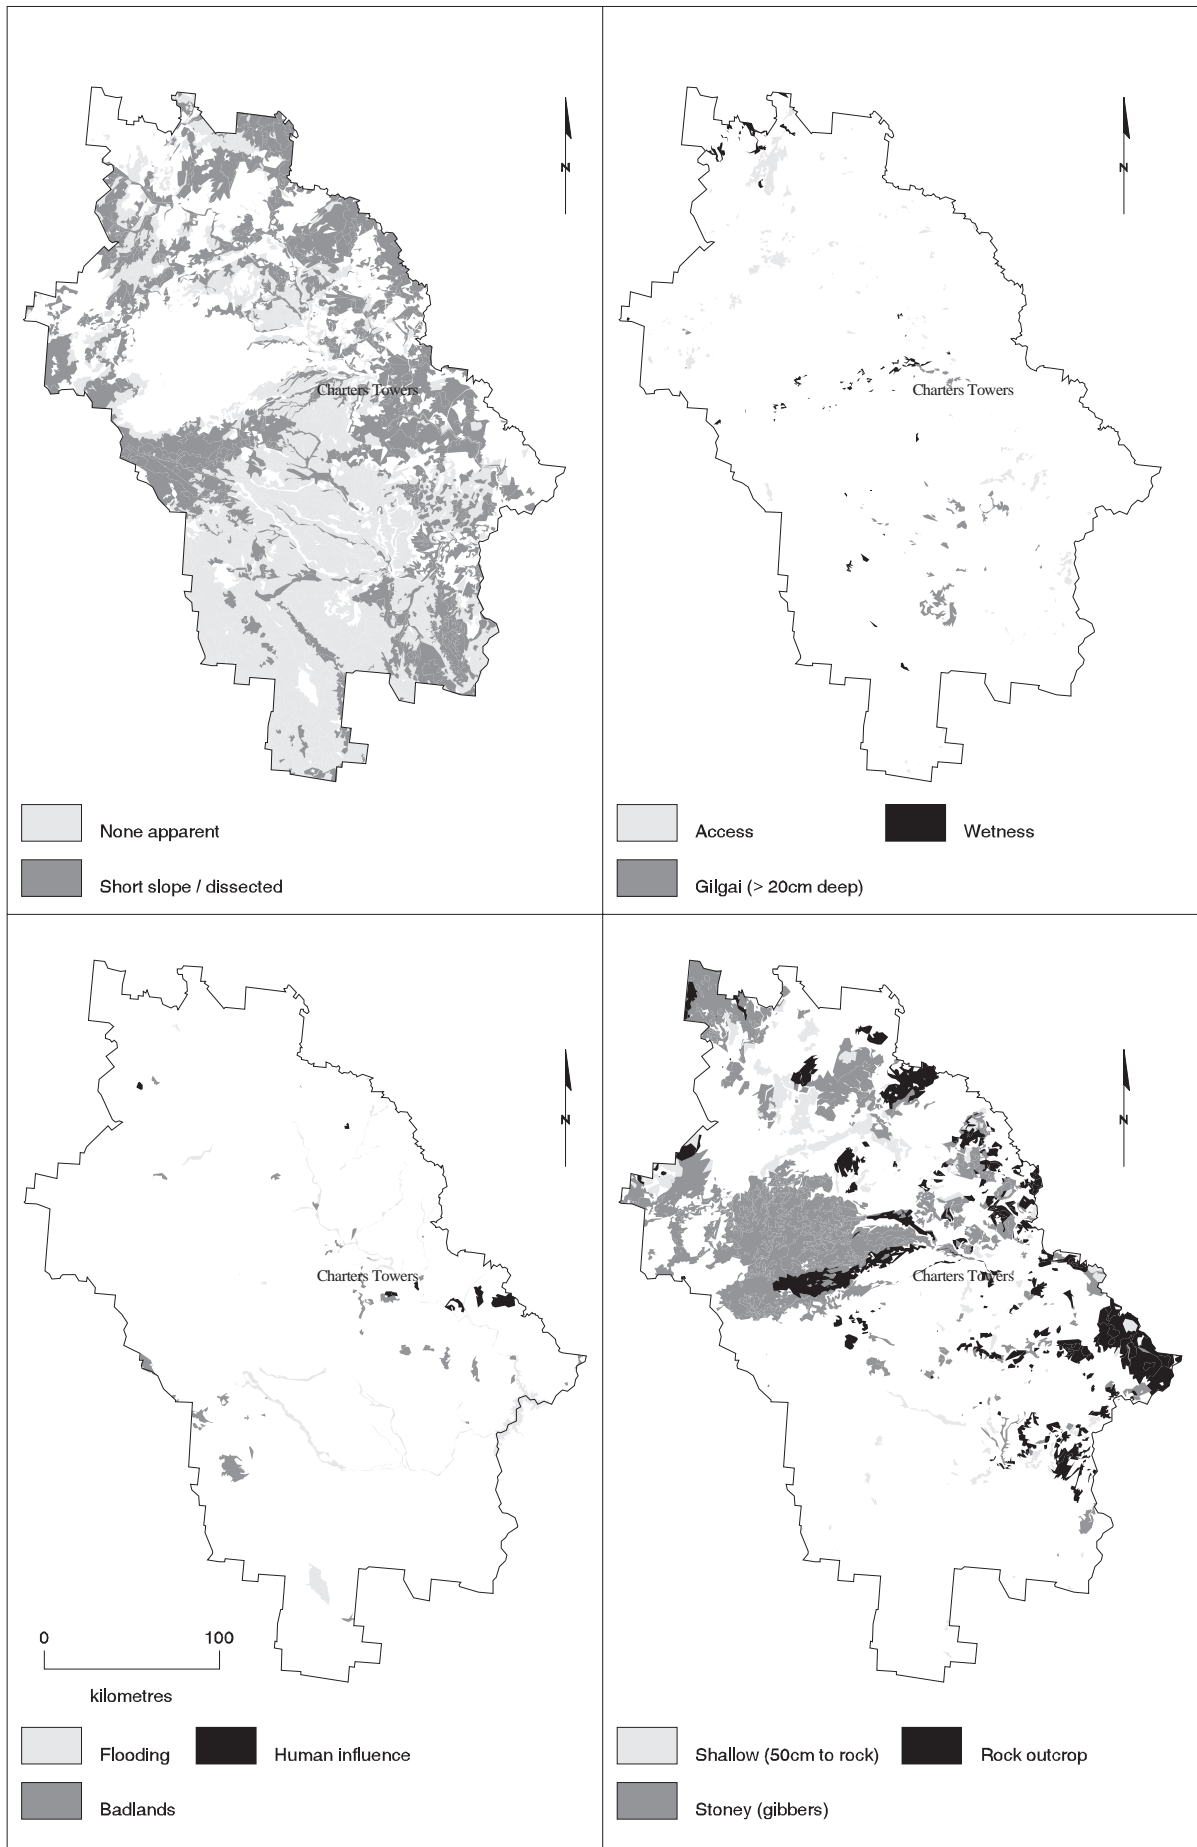 N
Charters Towers
None apparent
Short slope / dissected
N
Charters Towers
Access
Wetness
Gilgai (> 20cm deep)
N
Charters Towers
0 100
kilometres
Flooding
Human influence
Badlands
N
Charters Towers
Shallow (50cm to rock)
Rock outcrop
Stoney (gibbers)